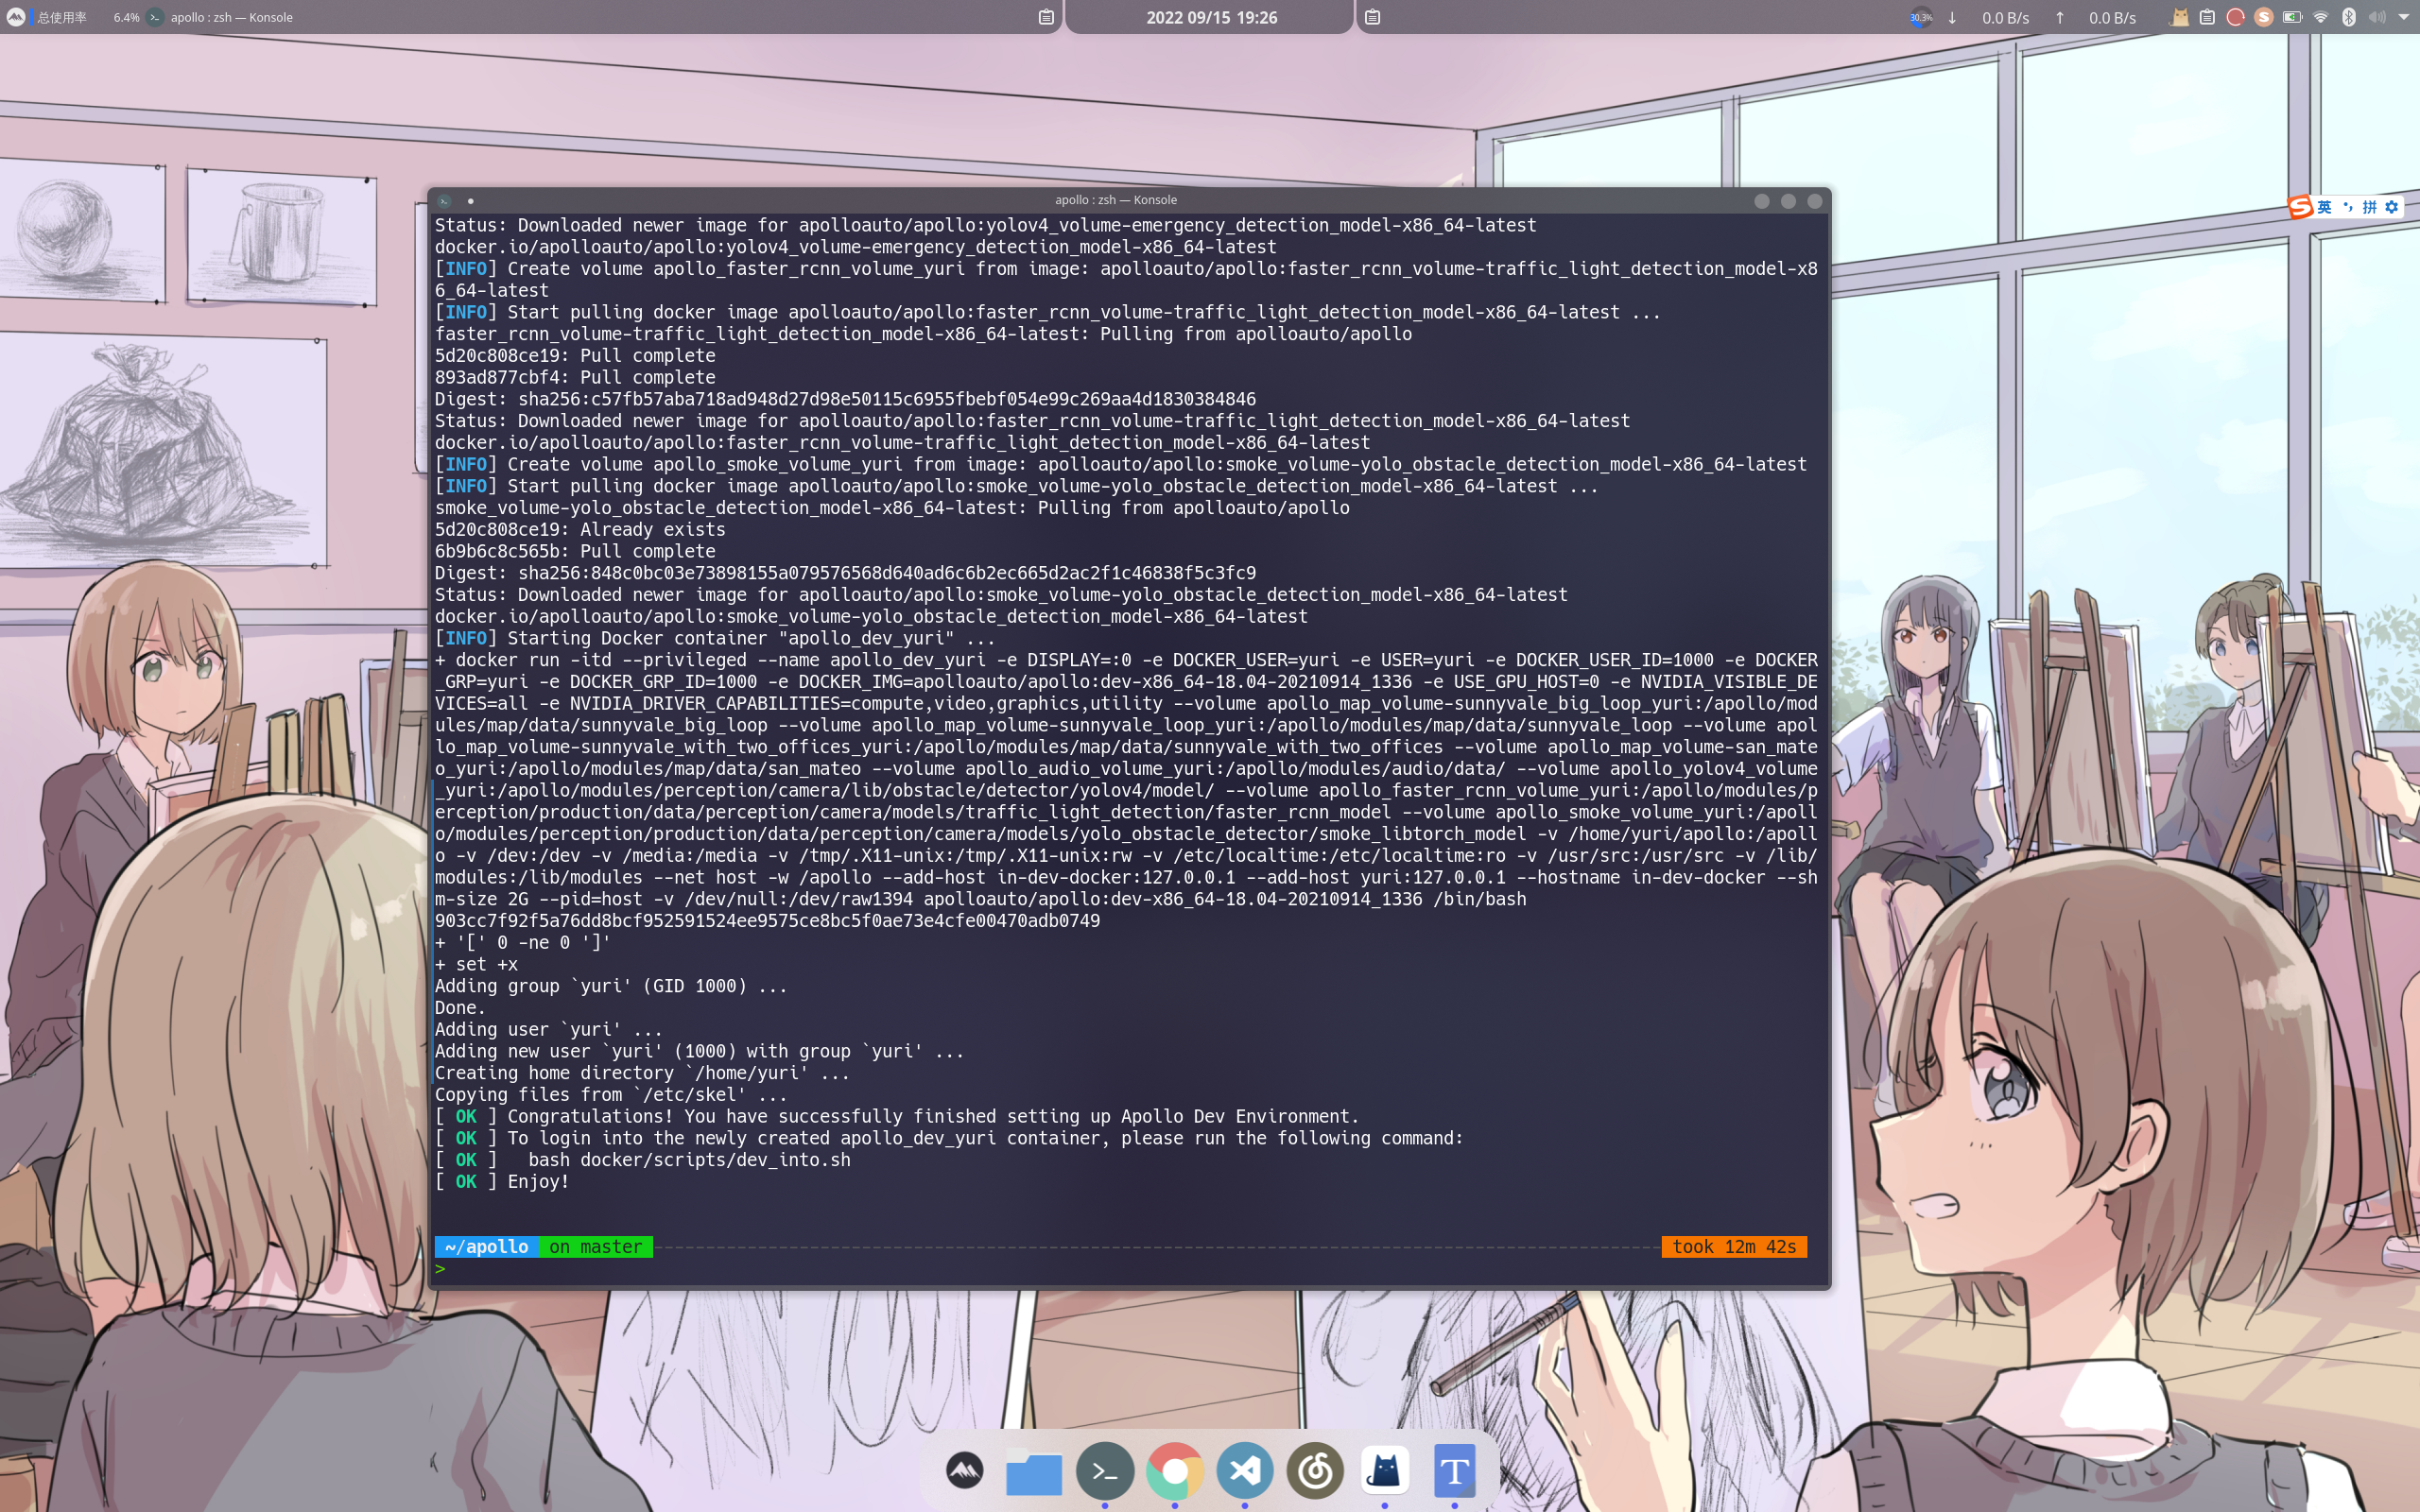 总使用率 6.4% apollo : zsh — Konsole 2022 09/15 19:26 30.3% ↓ 0.0 B/s ↑ 0.0 B/s
apollo : zsh — Konsole
英 拼
Status: Downloaded newer image for apolloauto/apollo:yolov4_volume-emergency_detection_model-x86_64-latest
docker.io/apolloauto/apollo:yolov4_volume-emergency_detection_model-x86_64-latest
[INFO] Create volume apollo_faster_rcnn_volume_yuri from image: apolloauto/apollo:faster_rcnn_volume-traffic_light_detection_model-x8
6_64-latest
[INFO] Start pulling docker image apolloauto/apollo:faster_rcnn_volume-traffic_light_detection_model-x86_64-latest ...
faster_rcnn_volume-traffic_light_detection_model-x86_64-latest: Pulling from apolloauto/apollo
5d20c808ce19: Pull complete
893ad877cbf4: Pull complete
Digest: sha256:c57fb57aba718ad948d27d98e50115c6955fbebf054e99c269aa4d1830384846
Status: Downloaded newer image for apolloauto/apollo:faster_rcnn_volume-traffic_light_detection_model-x86_64-latest
docker.io/apolloauto/apollo:faster_rcnn_volume-traffic_light_detection_model-x86_64-latest
[INFO] Create volume apollo_smoke_volume_yuri from image: apolloauto/apollo:smoke_volume-yolo_obstacle_detection_model-x86_64-latest
[INFO] Start pulling docker image apolloauto/apollo:smoke_volume-yolo_obstacle_detection_model-x86_64-latest ...
smoke_volume-yolo_obstacle_detection_model-x86_64-latest: Pulling from apolloauto/apollo
5d20c808ce19: Already exists
6b9b6c8c565b: Pull complete
Digest: sha256:848c0bc03e73898155a079576568d640ad6c6b2ec665d2ac2f1c46838f5c3fc9
Status: Downloaded newer image for apolloauto/apollo:smoke_volume-yolo_obstacle_detection_model-x86_64-latest
docker.io/apolloauto/apollo:smoke_volume-yolo_obstacle_detection_model-x86_64-latest
[INFO] Starting Docker container "apollo_dev_yuri" ...
+ docker run -itd --privileged --name apollo_dev_yuri -e DISPLAY=:0 -e DOCKER_USER=yuri -e USER=yuri -e DOCKER_USER_ID=1000 -e DOCKER
_GRP=yuri -e DOCKER_GRP_ID=1000 -e DOCKER_IMG=apolloauto/apollo:dev-x86_64-18.04-20210914_1336 -e USE_GPU_HOST=0 -e NVIDIA_VISIBLE_DE
VICES=all -e NVIDIA_DRIVER_CAPABILITIES=compute,video,graphics,utility --volume apollo_map_volume-sunnyvale_big_loop_yuri:/apollo/mod
ules/map/data/sunnyvale_big_loop --volume apollo_map_volume-sunnyvale_loop_yuri:/apollo/modules/map/data/sunnyvale_loop --volume apol
lo_map_volume-sunnyvale_with_two_offices_yuri:/apollo/modules/map/data/sunnyvale_with_two_offices --volume apollo_map_volume-san_mate
o_yuri:/apollo/modules/map/data/san_mateo --volume apollo_audio_volume_yuri:/apollo/modules/audio/data/ --volume apollo_yolov4_volume
_yuri:/apollo/modules/perception/camera/lib/obstacle/detector/yolov4/model/ --volume apollo_faster_rcnn_volume_yuri:/apollo/modules/p
erception/production/data/perception/camera/models/traffic_light_detection/faster_rcnn_model --volume apollo_smoke_volume_yuri:/apoll
o/modules/perception/production/data/perception/camera/models/yolo_obstacle_detector/smoke_libtorch_model -v /home/yuri/apollo:/apoll
o -v /dev:/dev -v /media:/media -v /tmp/.X11-unix:/tmp/.X11-unix:rw -v /etc/localtime:/etc/localtime:ro -v /usr/src:/usr/src -v /lib/
modules:/lib/modules --net host -w /apollo --add-host in-dev-docker:127.0.0.1 --add-host yuri:127.0.0.1 --hostname in-dev-docker --sh
m-size 2G --pid=host -v /dev/null:/dev/raw1394 apolloauto/apollo:dev-x86_64-18.04-20210914_1336 /bin/bash
903cc7f92f5a76dd8bcf952591524ee9575ce8bc5f0ae73e4cfe00470adb0749
+ '[' 0 -ne 0 ']'
+ set +x
Adding group `yuri' (GID 1000) ...
Done.
Adding user `yuri' ...
Adding new user `yuri' (1000) with group `yuri' ...
Creating home directory `/home/yuri' ...
Copying files from `/etc/skel' ...
[ OK ] Congratulations! You have successfully finished setting up Apollo Dev Environment.
[ OK ] To login into the newly created apollo_dev_yuri container, please run the following command:
[ OK ]   bash docker/scripts/dev_into.sh
[ OK ] Enjoy!
~/apollo on master took 12m 42s
>